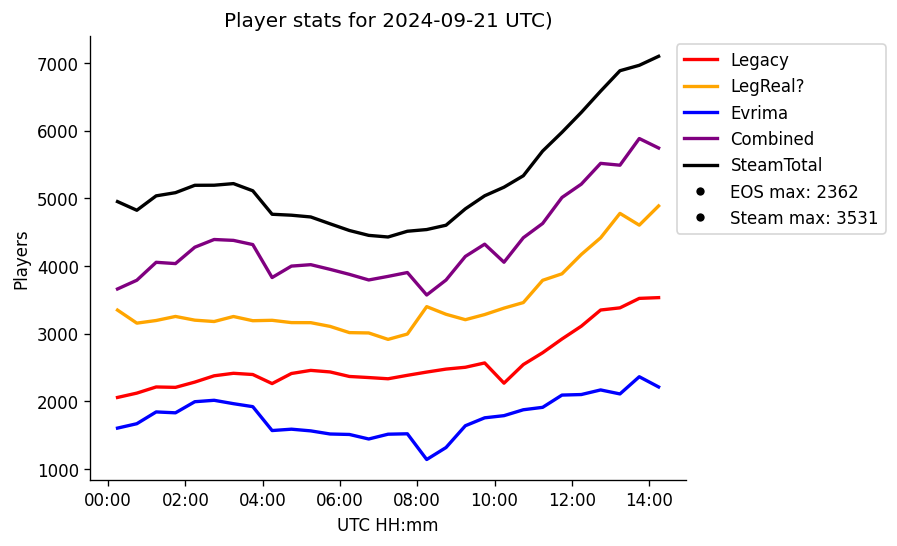 Player stats for 2024-09-21 UTC)
7000
6000
5000
4000
3000
2000
1000
Players
00:00 02:00 04:00 06:00 08:00 10:00 12:00 14:00
UTC HH:mm
Legacy
LegReal?
Evrima
Combined
SteamTotal
EOS max: 2362
Steam max: 3531